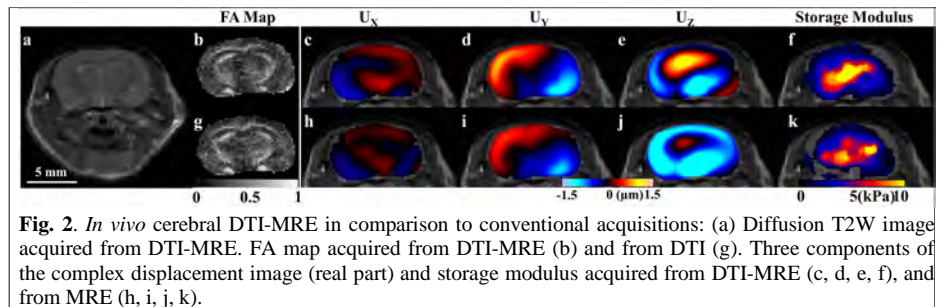 FA Map U_X U_Y U_Z Storage Modulus
a b c d e f
g h i j k
5 mm
0 0.5 1 -1.5 0 (μm) 1.5 0 5(kPa) 10
Fig. 2. In vivo cerebral DTI-MRE in comparison to conventional acquisitions: (a) Diffusion T2W image
acquired from DTI-MRE. FA map acquired from DTI-MRE (b) and from DTI (g). Three components of
the complex displacement image (real part) and storage modulus acquired from DTI-MRE (c, d, e, f), and
from MRE (h, i, j, k).